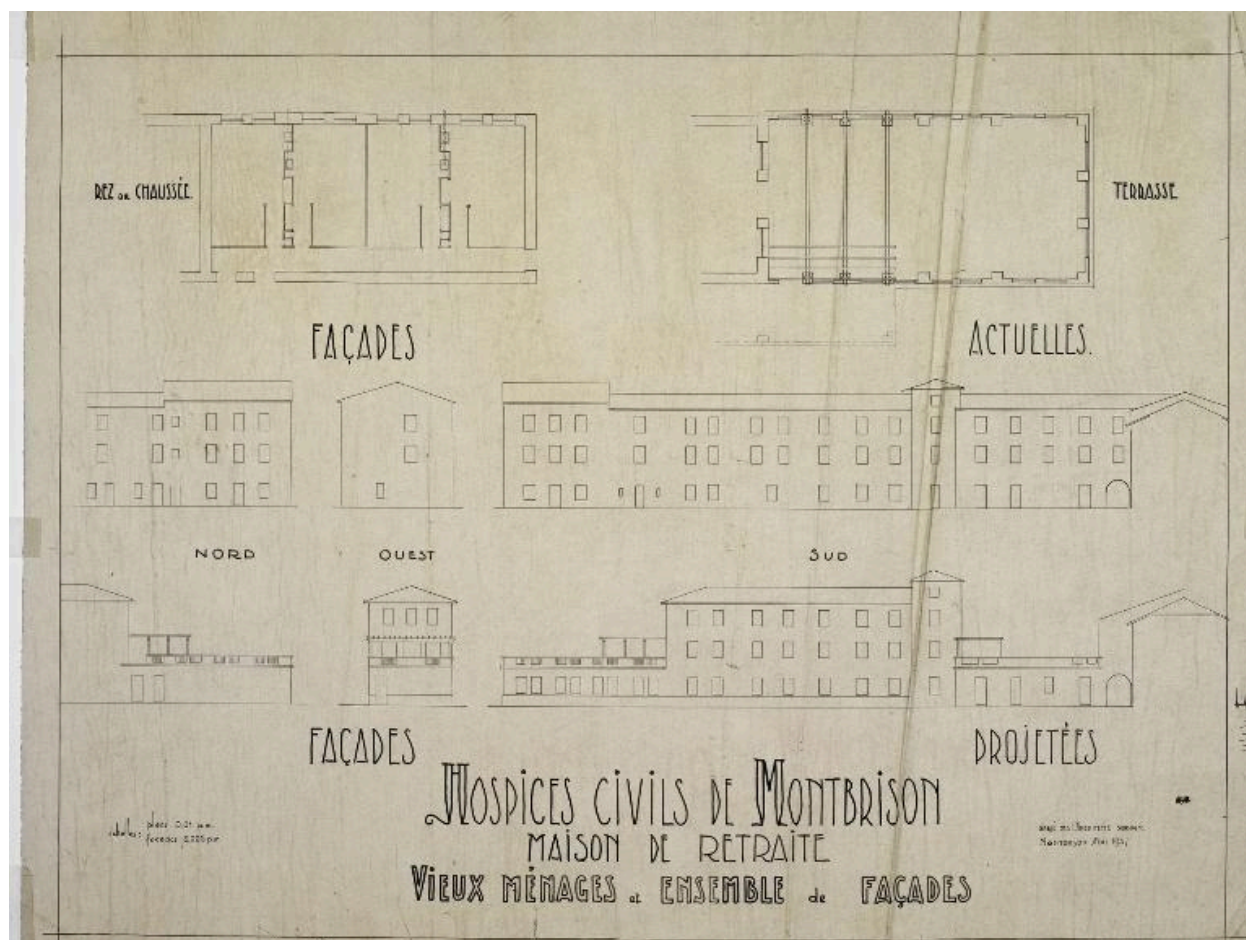 REZ DE CHAUSSÉE.
TERRASSE
FAÇADES
ACTUELLES.
NORD
OUEST
SUD
FAÇADES
PROJETÉES
HOSPICES CIVILS DE MONTBRISON
MAISON DE RETRAITE
VIEUX MÉNAGES et ENSEMBLE de FAÇADES